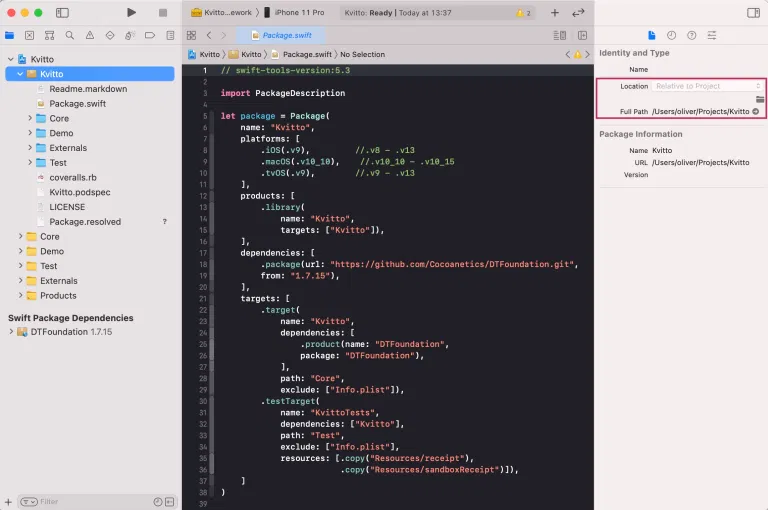 Kvitto...ework
iPhone 11 Pro
Kvitto: Ready | Today at 13:37
2
Package.swift
Kvitto
Kvitto
Readme.markdown
Package.swift
Core
Demo
Externals
Test
coveralls.rb
Kvitto.podspec
LICENSE
Package.resolved ?
Core
Demo
Test
Externals
Products
Swift Package Dependencies
DTFoundation 1.7.15
Filter
Kvitto Kvitto Package.swift No Selection
1 // swift-tools-version:5.3
2
3 import PackageDescription
4
5 let package = Package(
6 name: "Kvitto",
7 platforms: [
8 .iOS(.v9), //.v8 - .v13
9 .macOS(.v10_10), //.v10_10 - .v10_15
10 .tvOS(.v9), //.v9 - .v13
11 ],
12 products: [
13 .library(
14 name: "Kvitto",
15 targets: ["Kvitto"]),
16 ],
17 dependencies: [
18 .package(url: "https://github.com/Cocoanetics/DTFoundation.git",
19 from: "1.7.15"),
20 ],
21 targets: [
22 .target(
23 name: "Kvitto",
24 dependencies: [
25 .product(name: "DTFoundation",
26 package: "DTFoundation"),
27 ],
28 path: "Core",
29 exclude: ["Info.plist"]),
30 .testTarget(
31 name: "KvittoTests",
32 dependencies: ["Kvitto"],
33 path: "Test",
34 exclude: ["Info.plist"],
35 resources: [.copy("Resources/receipt"),
36 .copy("Resources/sandboxReceipt")]),
37 ]
38 )
39
Identity and Type
Name
Location Relative to Project
Full Path /Users/oliver/Projects/Kvitto
Package Information
Name Kvitto
URL /Users/oliver/Projects/Kvitto
Version